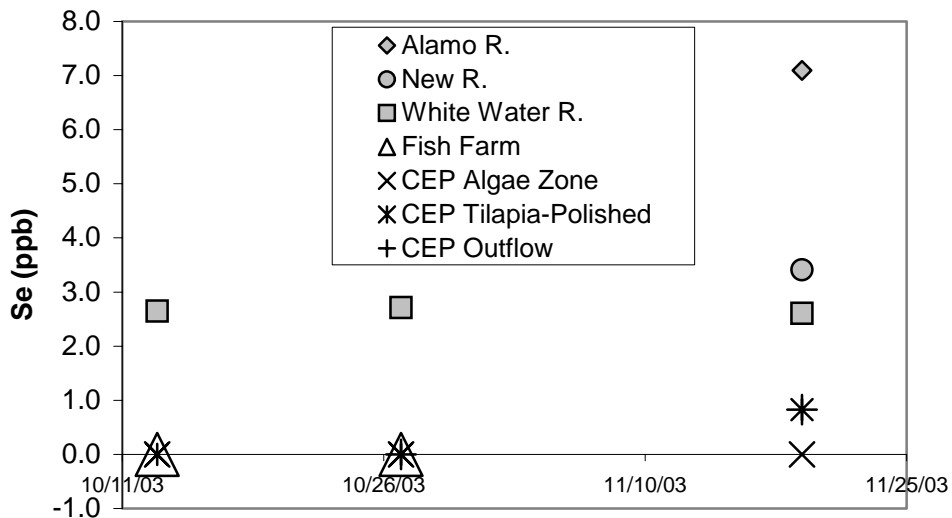 8.0
7.0
6.0
5.0
4.0
3.0
2.0
1.0
0.0
-1.0
Se (ppb)
Alamo R.
New R.
White Water R.
Fish Farm
CEP Algae Zone
CEP Tilapia-Polished
CEP Outflow
10/11/03 10/26/03 11/10/03 11/25/03